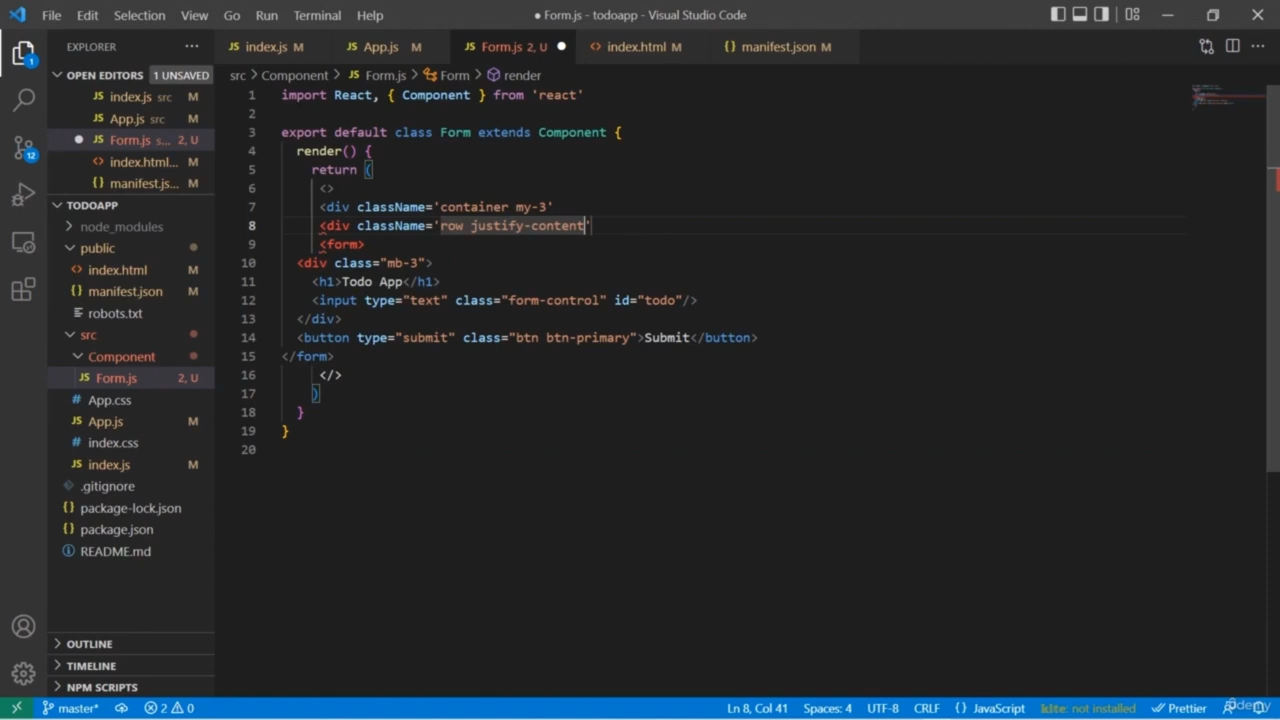 File Edit Selection View Go Run Terminal Help
● Form.js - todoapp - Visual Studio Code
EXPLORER
JS index.js M
JS App.js M
JS Form.js 2, U ●
<> index.html M
{} manifest.json M
OPEN EDITORS 1 UNSAVED
JS index.js src M
JS App.js src M
● JS Form.js s... 2, U
<> index.html... M
{} manifest.js... M
TODOAPP
node_modules
public
<> index.html M
{} manifest.json M
robots.txt
src
Component
JS Form.js 2, U
# App.css
JS App.js M
# index.css
JS index.js M
.gitignore
{} package-lock.json
{} package.json
README.md
OUTLINE
TIMELINE
NPM SCRIPTS
src > Component > JS Form.js > Form > render
1 import React, { Component } from 'react'
2
3 export default class Form extends Component {
4 render() {
5 return (
6 <>
7 <div className='container my-3'
8 <div className='row justify-content'
9 <form>
10 <div class="mb-3">
11 <h1>Todo App</h1>
12 <input type="text" class="form-control" id="todo"/>
13 </div>
14 <button type="submit" class="btn btn-primary">Submit</button>
15 </form>
16 </>
17 )
18 }
19 }
20
1
12
master* 2 0
Ln 8, Col 41 Spaces: 4 UTF-8 CRLF {} JavaScript kite: not installed Prettier
Udemy